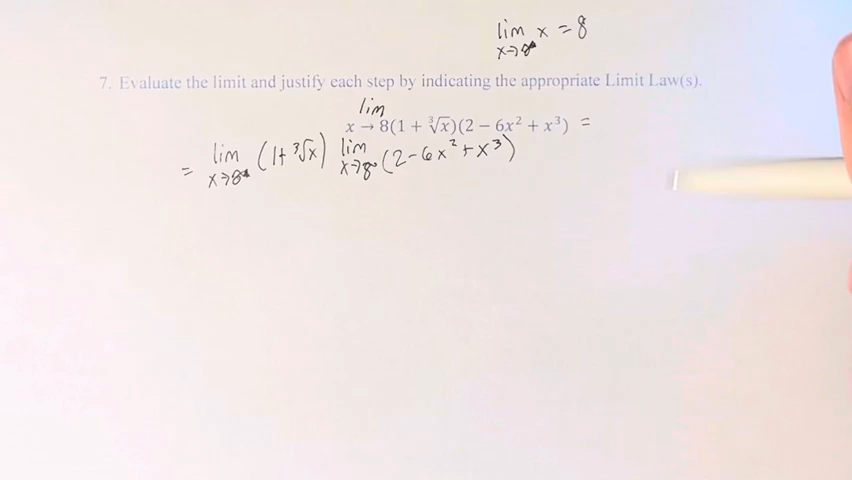 lim x = 8
x→8
7. Evaluate the limit and justify each step by indicating the appropriate Limit Law(s).
lim
x → 8(1 + ∛x)(2 − 6x² + x³) =
= lim (1+ ∛x) lim (2 − 6x² + x³)
x→8 x→8